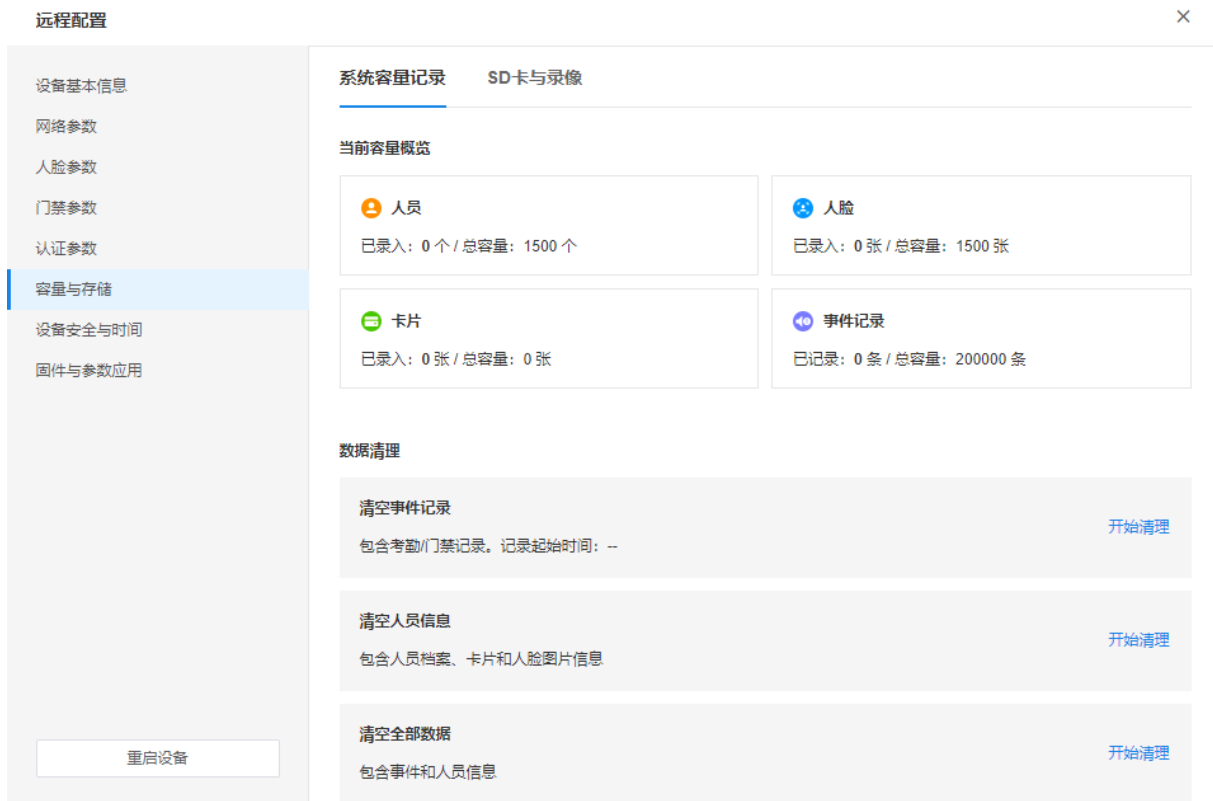 远程配置
设备基本信息
网络参数
人脸参数
门禁参数
认证参数
容量与存储
设备安全与时间
固件与参数应用
重启设备
系统容量记录 SD卡与录像
当前容量概览
人员
已录入：0 个 / 总容量：1500 个
人脸
已录入：0 张 / 总容量：1500 张
卡片
已录入：0 张 / 总容量：0 张
事件记录
已记录：0 条 / 总容量：200000 条
数据清理
清空事件记录
包含考勤/门禁记录。记录起始时间：--
开始清理
清空人员信息
包含人员档案、卡片和人脸图片信息
开始清理
清空全部数据
包含事件和人员信息
开始清理